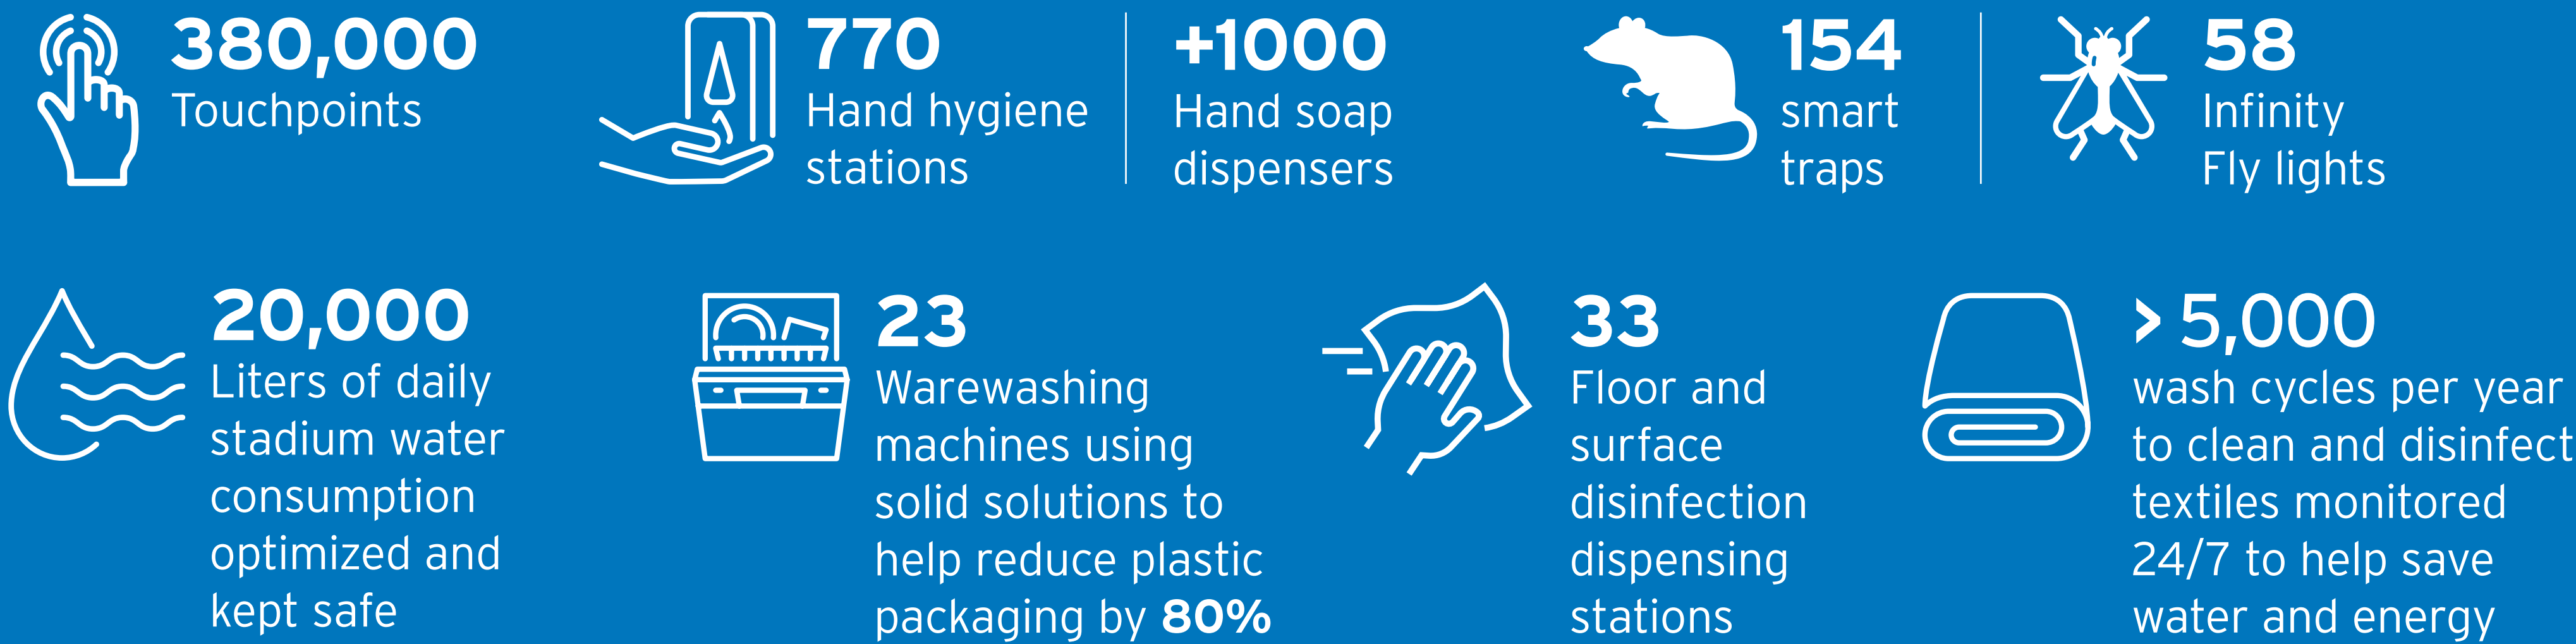 380,000
Touchpoints
770
Hand hygiene
stations
+1000
Hand soap
dispensers
154
smart
traps
58
Infinity
Fly lights
20,000
Liters of daily
stadium water
consumption
optimized and
kept safe
23
Warewashing
machines using
solid solutions to
help reduce plastic
packaging by 80%
33
Floor and
surface
disinfection
dispensing
stations
> 5,000
wash cycles per year
to clean and disinfect
textiles monitored
24/7 to help save
water and energy